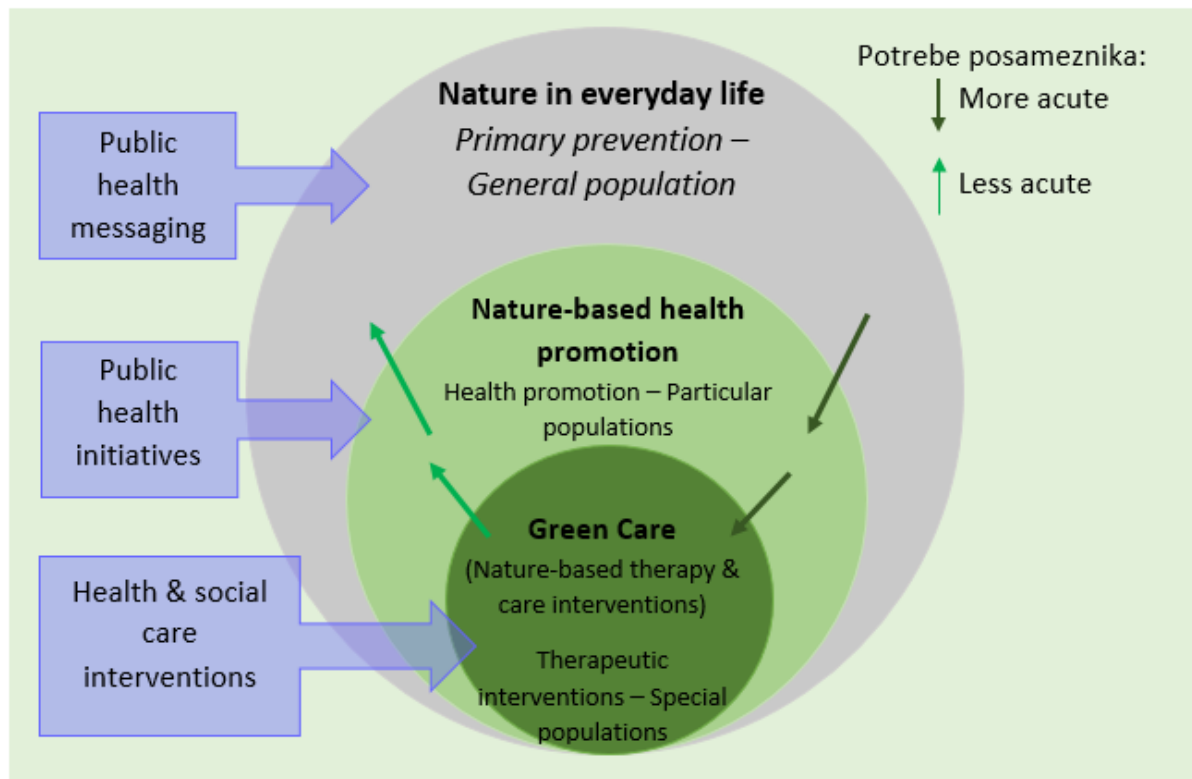 Potrebe posameznika:
More acute
Less acute
Nature in everyday life
Primary prevention –
General population
Public
health
messaging
Nature-based health
promotion
Health promotion – Particular
populations
Public
health
initiatives
Green Care
(Nature-based therapy &
care interventions)
Therapeutic
interventions – Special
populations
Health & social
care
interventions